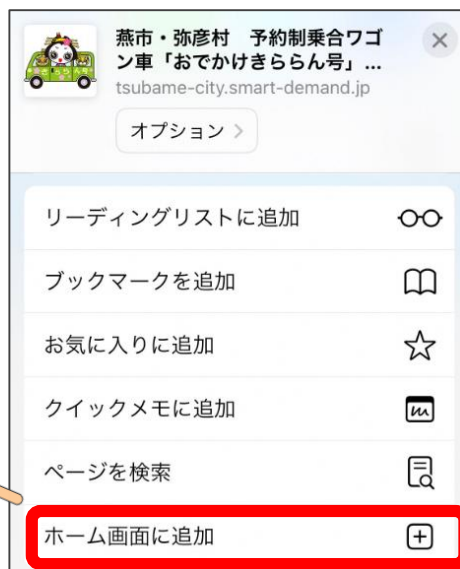 燕市・弥彦村　予約制乗合ワゴ
ン車「おでかけきららん号」...
tsubame-city.smart-demand.jp
オプション
リーディングリストに追加
ブックマークを追加
お気に入りに追加
クイックメモに追加
ページを検索
ホーム画面に追加